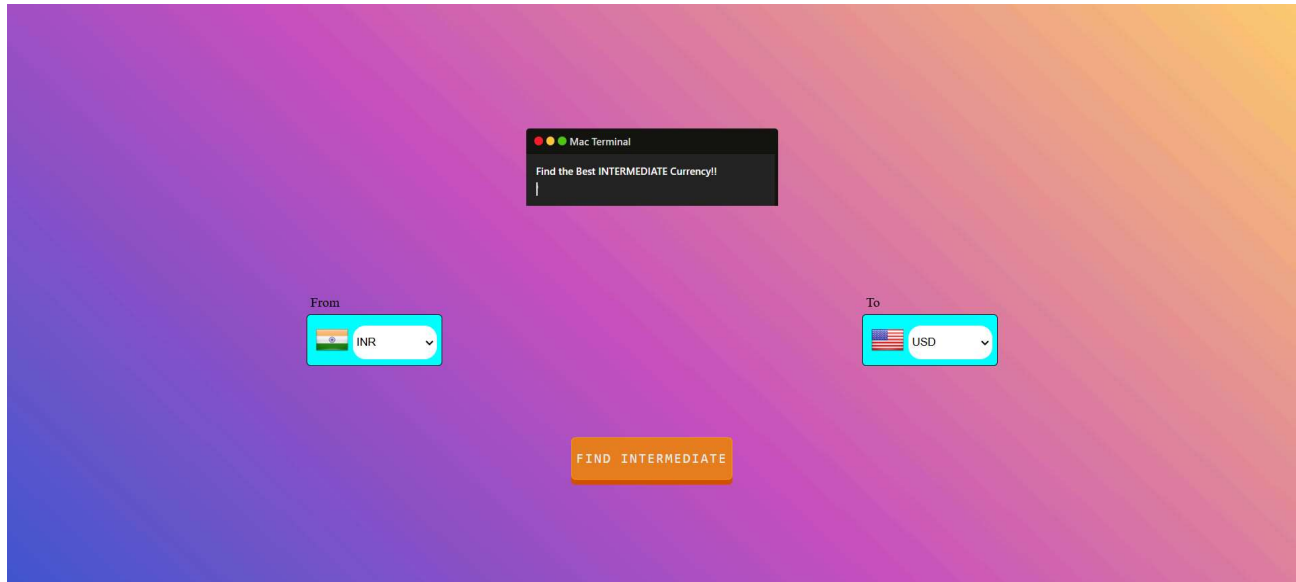 Mac Terminal
Find the Best INTERMEDIATE Currency!!
From
To
INR
USD
FIND INTERMEDIATE